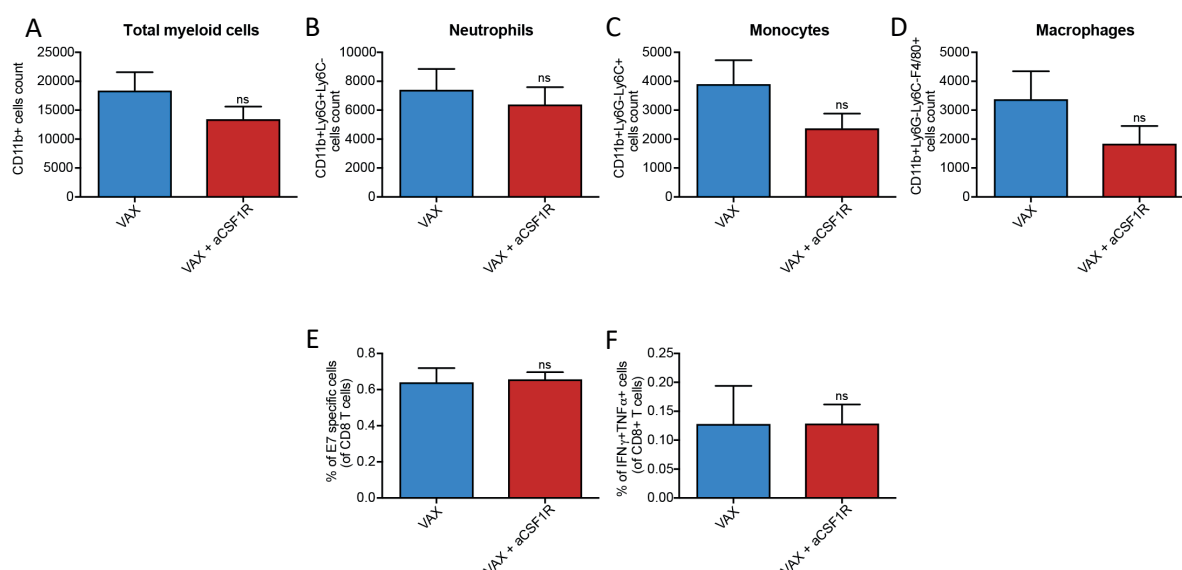 A
Total myeloid cells
CD11b+ cells count
25000
20000
15000
10000
5000
0
ns
VAX
VAX + aCSF1R
B
Neutrophils
CD11b+Ly6G+Ly6C-
cells count
10000
8000
6000
4000
2000
0
ns
VAX
VAX + aCSF1R
C
Monocytes
CD11b+Ly6G-Ly6C+
cells count
5000
4000
3000
2000
1000
0
ns
VAX
VAX + aCSF1R
D
Macrophages
CD11b+Ly6G-Ly6C-F4/80+
cells count
5000
4000
3000
2000
1000
0
ns
VAX
VAX + aCSF1R
E
% of E7 specific cells
(of CD8 T cells)
0.8
0.6
0.4
0.2
0.0
ns
VAX
VAX + aCSF1R
F
% of IFNγ+TNFα+ cells
(of CD8+ T cells)
0.25
0.20
0.15
0.10
0.05
0.00
ns
VAX
VAX + aCSF1R